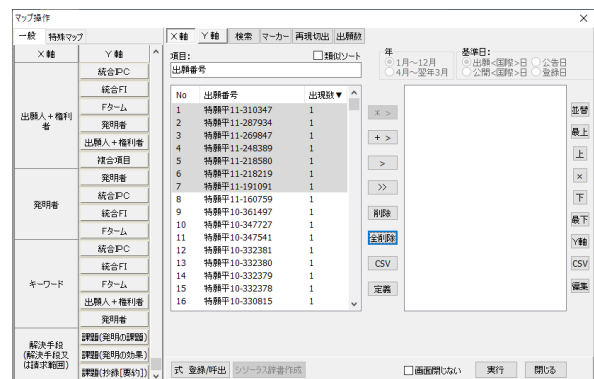 マップ操作
一般 特殊マップ
X軸 Y軸 検索 マーカー 再現切出 出願数
X軸 Y軸
出願人+権利者
統合IPC
統合FI
Fターム
発明者
出願人+権利者
複合項目
発明者
発明者
統合IPC
統合FI
Fターム
キーワード
統合IPC
統合FI
Fターム
出願人+権利者
発明者
解決手段
(解決手段又
は請求範囲)
課題(発明の課題)
課題(発明の効果)
課題(抄録[要約])
項目: 類似ソート
出願番号
年
1月~12月
4月~翌年3月
基準日:
出願<国際>日 公告日
公開<国際>日 登録日
No 出願番号 出現数▼
1 特願平11-310347 1
2 特願平11-287934 1
3 特願平11-269847 1
4 特願平11-248389 1
5 特願平11-218580 1
6 特願平11-218219 1
7 特願平11-191091 1
8 特願平11-160759 1
9 特願平10-361497 1
10 特願平10-347727 1
11 特願平10-347541 1
12 特願平10-332381 1
13 特願平10-332380 1
14 特願平10-332379 1
15 特願平10-332378 1
16 特願平10-330815 1
× >
+ >
>
>>
削除
全削除
CSV
定義
並替
最上
上
×
下
最下
Y軸
CSV
編集
式 登録/呼出 シソーラス辞書作成 画面閉じない 実行 閉じる